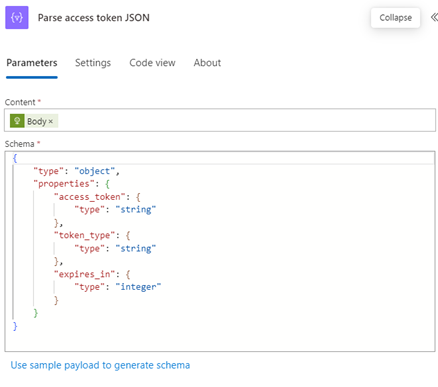 Parse access token JSON
Collapse
Parameters Settings Code view About
Content *
Body ×
Schema *
{
    "type": "object",
    "properties": {
        "access_token": {
            "type": "string"
        },
        "token_type": {
            "type": "string"
        },
        "expires_in": {
            "type": "integer"
        }
    }
}
Use sample payload to generate schema